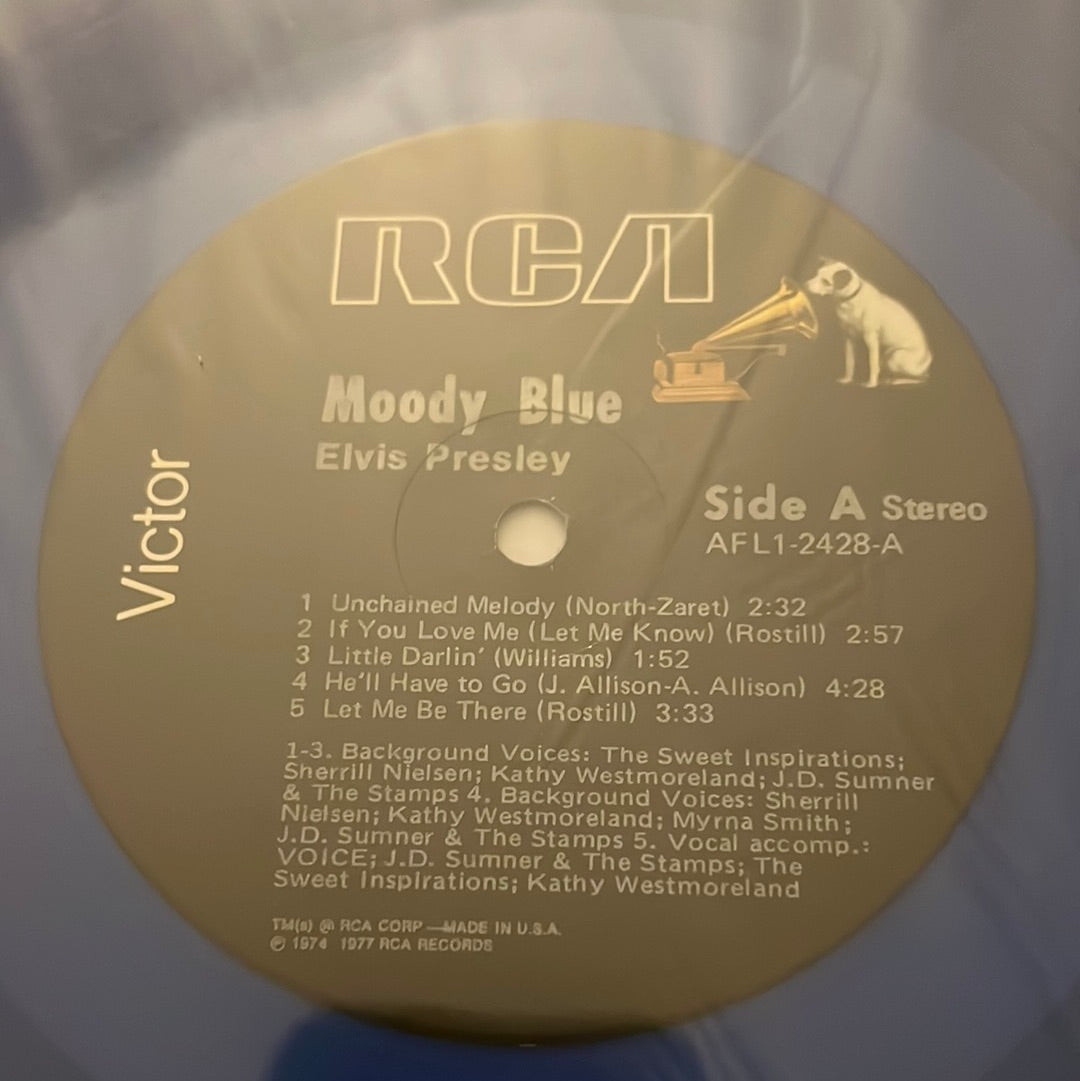 RCA
Moody Blue
Elvis Presley
Victor
Side A Stereo
AFL1-2428-A
1 Unchained Melody (North-Zaret) 2:32
2 If You Love Me (Let Me Know) (Rostill) 2:57
3 Little Darlin' (Williams) 1:52
4 He'll Have to Go (J. Allison-A. Allison) 4:28
5 Let Me Be There (Rostill) 3:33
1-3. Background Voices: The Sweet Inspirations;
Sherrill Nielsen; Kathy Westmoreland; J.D. Sumner
& The Stamps 4. Background Voices: Sherrill
Nielsen; Kathy Westmoreland; Myrna Smith;
J.D. Sumner & The Stamps 5. Vocal accomp.:
VOICE; J.D. Sumner & The Stamps; The
Sweet Inspirations; Kathy Westmoreland
TM(s) ® RCA CORP—MADE IN U.S.A.
℗ 1974 1977 RCA RECORDS